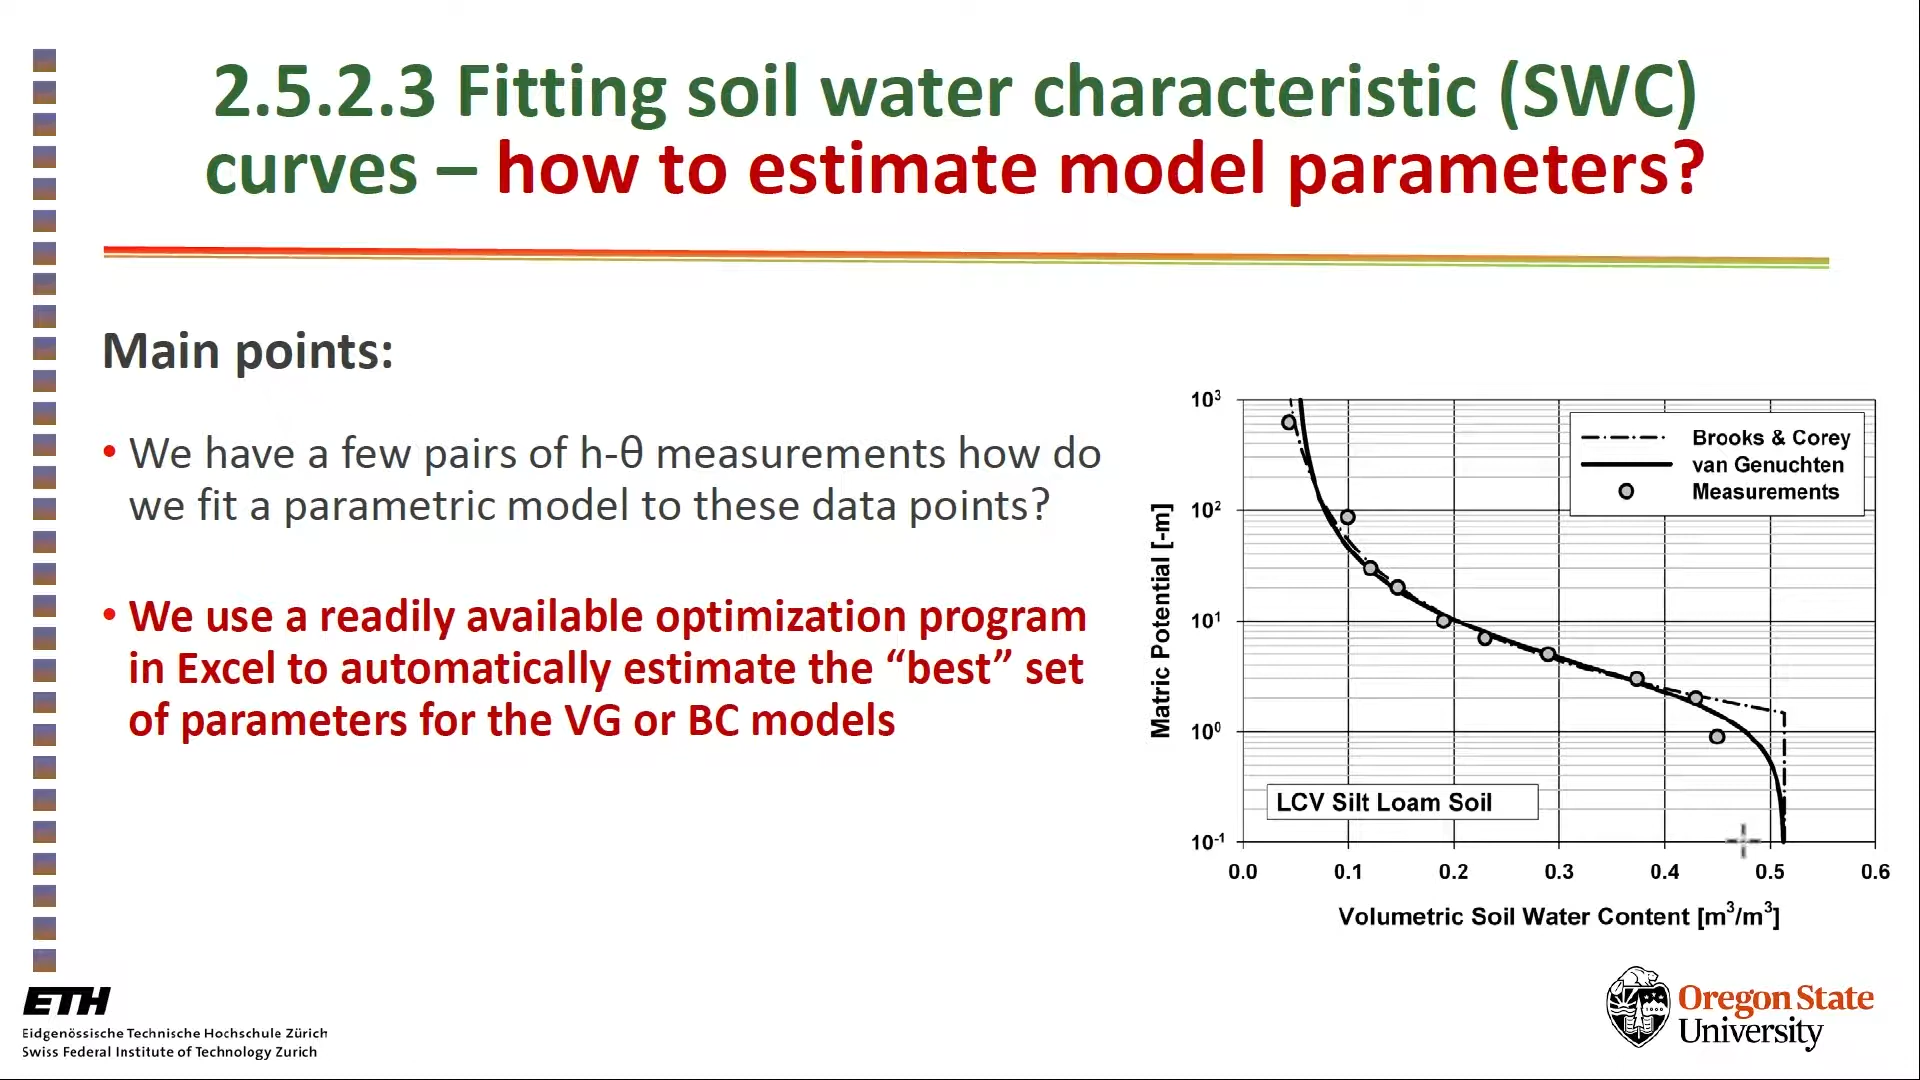 2.5.2.3 Fitting soil water characteristic (SWC)
curves – how to estimate model parameters?
Main points:
• We have a few pairs of h-θ measurements how do
we fit a parametric model to these data points?
• We use a readily available optimization program
in Excel to automatically estimate the “best” set
of parameters for the VG or BC models
10³
10²
10¹
10⁰
10⁻¹
Matric Potential [-m]
Brooks & Corey
van Genuchten
Measurements
LCV Silt Loam Soil
0.0 0.1 0.2 0.3 0.4 0.5 0.6
Volumetric Soil Water Content [m³/m³]
ETH
Eidgenössische Technische Hochschule Zürich
Swiss Federal Institute of Technology Zurich
Oregon State
University